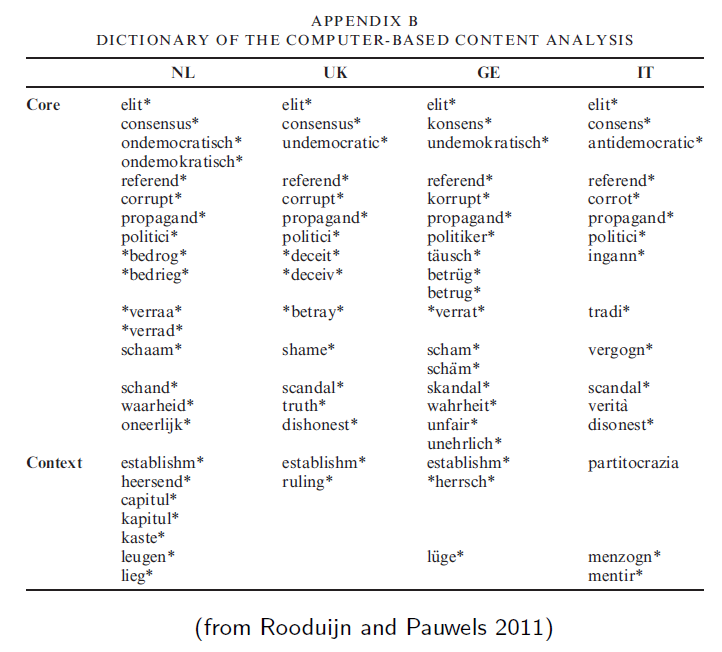 APPENDIX B
DICTIONARY OF THE COMPUTER-BASED CONTENT ANALYSIS
NL UK GE IT
Core elit* elit* elit* elit*
consensus* consensus* konsens* consens*
ondemocratisch* undemocratic* undemokratisch* antidemocratic*
ondemokratisch*
referend* referend* referend* referend*
corrupt* corrupt* korrupt* corrot*
propagand* propagand* propagand* propagand*
politici* politici* politiker* politici*
*bedrog* *deceit* täusch* ingann*
*bedrieg* *deceiv* betrüg*
betrug*
*verraa* *betray* *verrat* tradi*
*verrad*
schaam* shame* scham* vergogn*
schäm*
schand* scandal* skandal* scandal*
waarheid* truth* wahrheit* verità
oneerlijk* dishonest* unfair* disonest*
unehrlich*
Context establishm* establishm* establishm* partitocrazia
heersend* ruling* *herrsch*
capitul*
kapitul*
kaste*
leugen* lüge* menzogn*
lieg* mentir*
(from Rooduijn and Pauwels 2011)